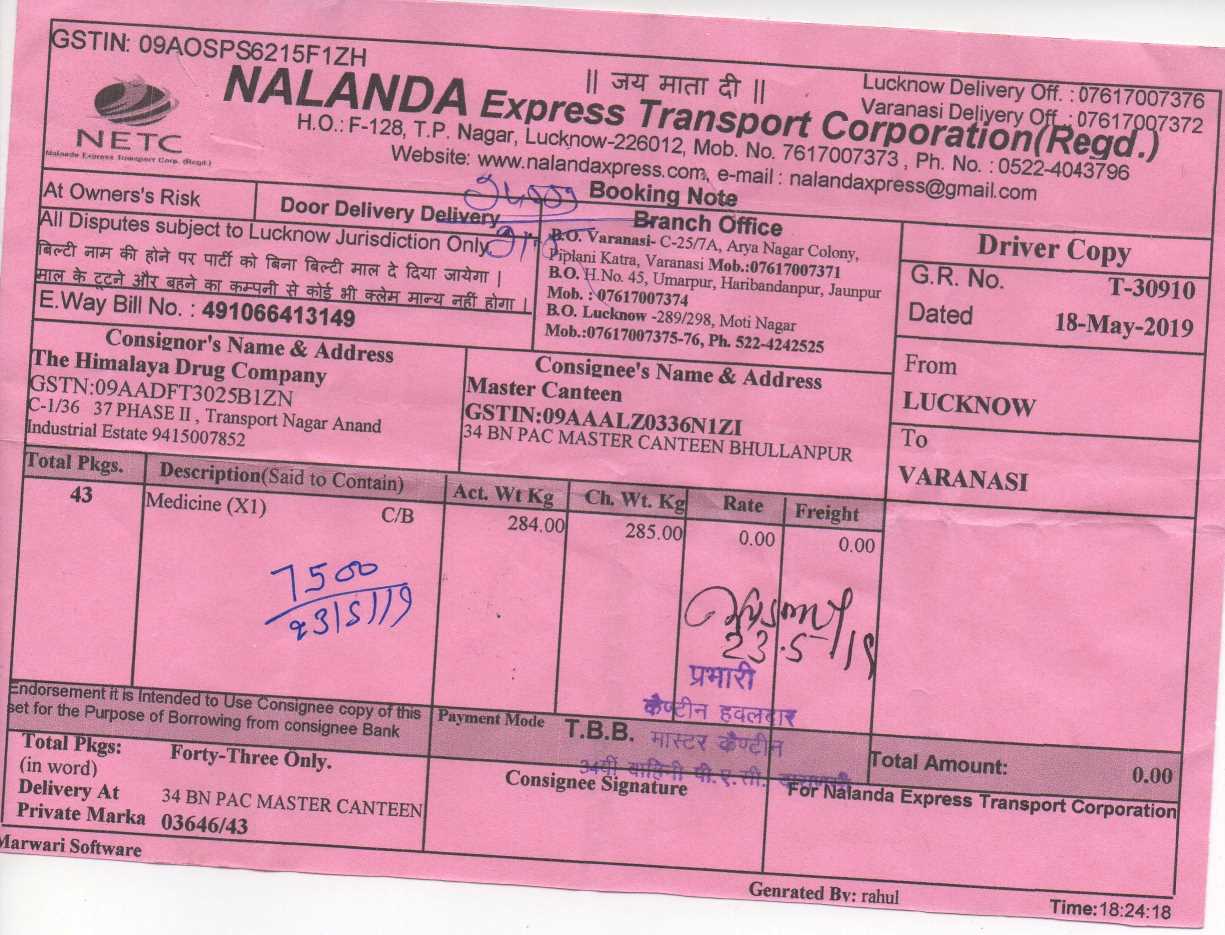 GSTIN: 09AOSPS6215F1ZH
|| जय माता दी ||
Lucknow Delivery Off. : 07617007376
Varanasi Delivery Off. : 07617007372
NETC
Nalanda Express Transport Corp. (Regd.)
NALANDA Express Transport Corporation(Regd.)
H.O.: F-128, T.P. Nagar, Lucknow-226012, Mob. No. 7617007373 , Ph. No. : 0522-4043796
Website: www.nalandaxpress.com, e-mail : nalandaxpress@gmail.com
Booking Note
At Owners's Risk
Door Delivery Delivery
All Disputes subject to Lucknow Jurisdiction Only
बिल्टी नाम की होने पर पार्टी को बिना बिल्टी माल दे दिया जायेगा |
माल के टूटने और बहने का कम्पनी से कोई भी क्लेम मान्य नहीं होगा |
E.Way Bill No. : 491066413149
Branch Office
B.O. Varanasi- C-25/7A, Arya Nagar Colony,
Piplani Katra, Varanasi Mob.:07617007371
B.O. H.No. 45, Umarpur, Haribandanpur, Jaunpur
Mob. : 07617007374
B.O. Lucknow -289/298, Moti Nagar
Mob.:07617007375-76, Ph. 522-4242525
Driver Copy
G.R. No. T-30910
Dated 18-May-2019
Consignor's Name & Address
The Himalaya Drug Company
GSTN:09AADFT3025B1ZN
C-1/36 37 PHASE II , Transport Nagar Anand
Industrial Estate 9415007852
Consignee's Name & Address
Master Canteen
GSTIN:09AAALZ0336N1ZI
34 BN PAC MASTER CANTEEN BHULLANPUR
From
LUCKNOW
To
VARANASI
Total Pkgs. Description(Said to Contain) Act. Wt Kg Ch. Wt. Kg Rate Freight
43 Medicine (X1) C/B 284.00 285.00 0.00 0.00
7500
23/5/19
23.5/19
प्रभारी
कैण्टीन हवलदार
मास्टर कैण्टीन
34वीं वाहिनी पी.ए.सी.
Endorsement it is Intended to Use Consignee copy of this
set for the Purpose of Borrowing from consignee Bank
Payment Mode T.B.B.
Total Amount: 0.00
Total Pkgs: Forty-Three Only.
(in word)
Delivery At 34 BN PAC MASTER CANTEEN
Private Marka 03646/43
Consignee Signature
For Nalanda Express Transport Corporation
Marwari Software
Genrated By: rahul
Time:18:24:18